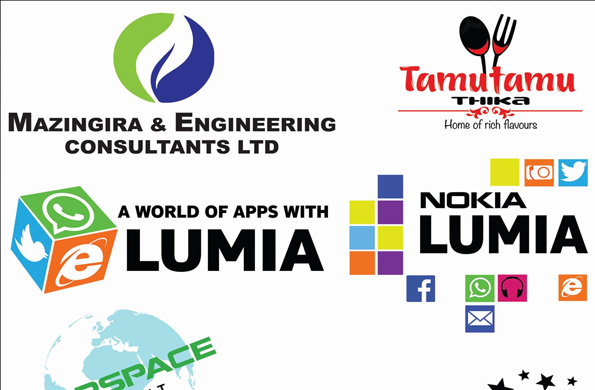 MAZINGIRA & ENGINEERING
CONSULTANTS LTD
Tamutamu
THIKA
Home of rich flavours
A WORLD OF APPS WITH
LUMIA
NOKIA
LUMIA